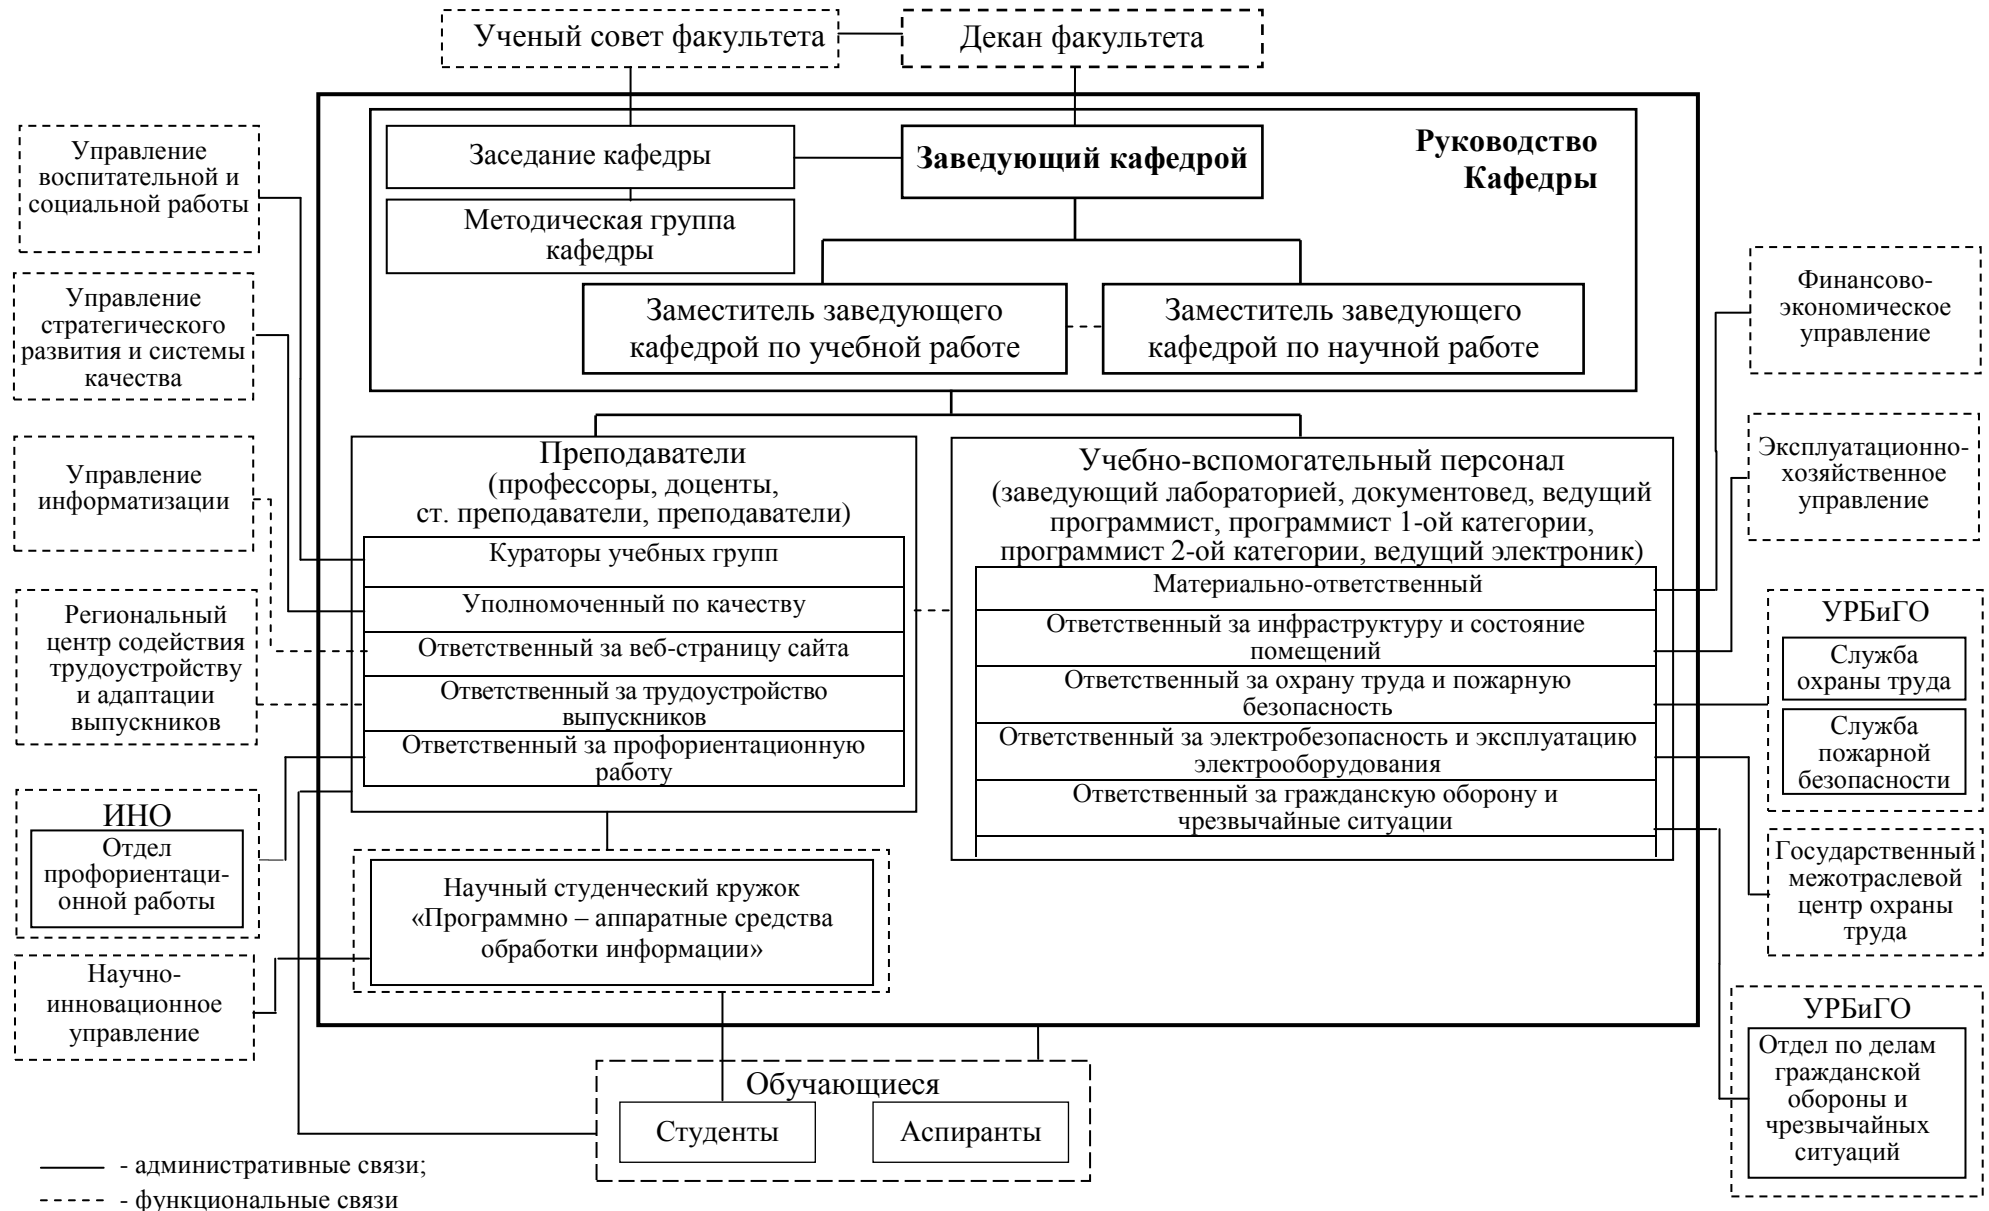 Ученый совет факультета
Декан факультета
Руководство
Кафедры
Заседание кафедры
Заведующий кафедрой
Методическая группа
кафедры
Заместитель заведующего
кафедрой по учебной работе
Заместитель заведующего
кафедрой по научной работе
Управление
воспитательной и
социальной работы
Управление
стратегического
развития и системы
качества
Управление
информатизации
Региональный
центр содействия
трудоустройству
и адаптации
выпускников
ИНО
Отдел
профориентаци-
онной работы
Научно-
инновационное
управление
Преподаватели
(профессоры, доценты,
ст. преподаватели, преподаватели)
Кураторы учебных групп
Уполномоченный по качеству
Ответственный за веб-страницу сайта
Ответственный за трудоустройство
выпускников
Ответственный за профориентационную
работу
Учебно-вспомогательный персонал
(заведующий лабораторией, документовед, ведущий
программист, программист 1-ой категории,
программист 2-ой категории, ведущий электроник)
Материально-ответственный
Ответственный за инфраструктуру и состояние
помещений
Ответственный за охрану труда и пожарную
безопасность
Ответственный за электробезопасность и эксплуатацию
электрооборудования
Ответственный за гражданскую оборону и
чрезвычайные ситуации
Финансово-
экономическое
управление
Эксплуатационно-
хозяйственное
управление
УРБиГО
Служба
охраны труда
Служба
пожарной
безопасности
Государственный
межотраслевой
центр охраны
труда
УРБиГО
Отдел по делам
гражданской
обороны и
чрезвычайных
ситуаций
Научный студенческий кружок
«Программно – аппаратные средства
обработки информации»
Обучающиеся
Студенты
Аспиранты
- административные связи;
- функциональные связи